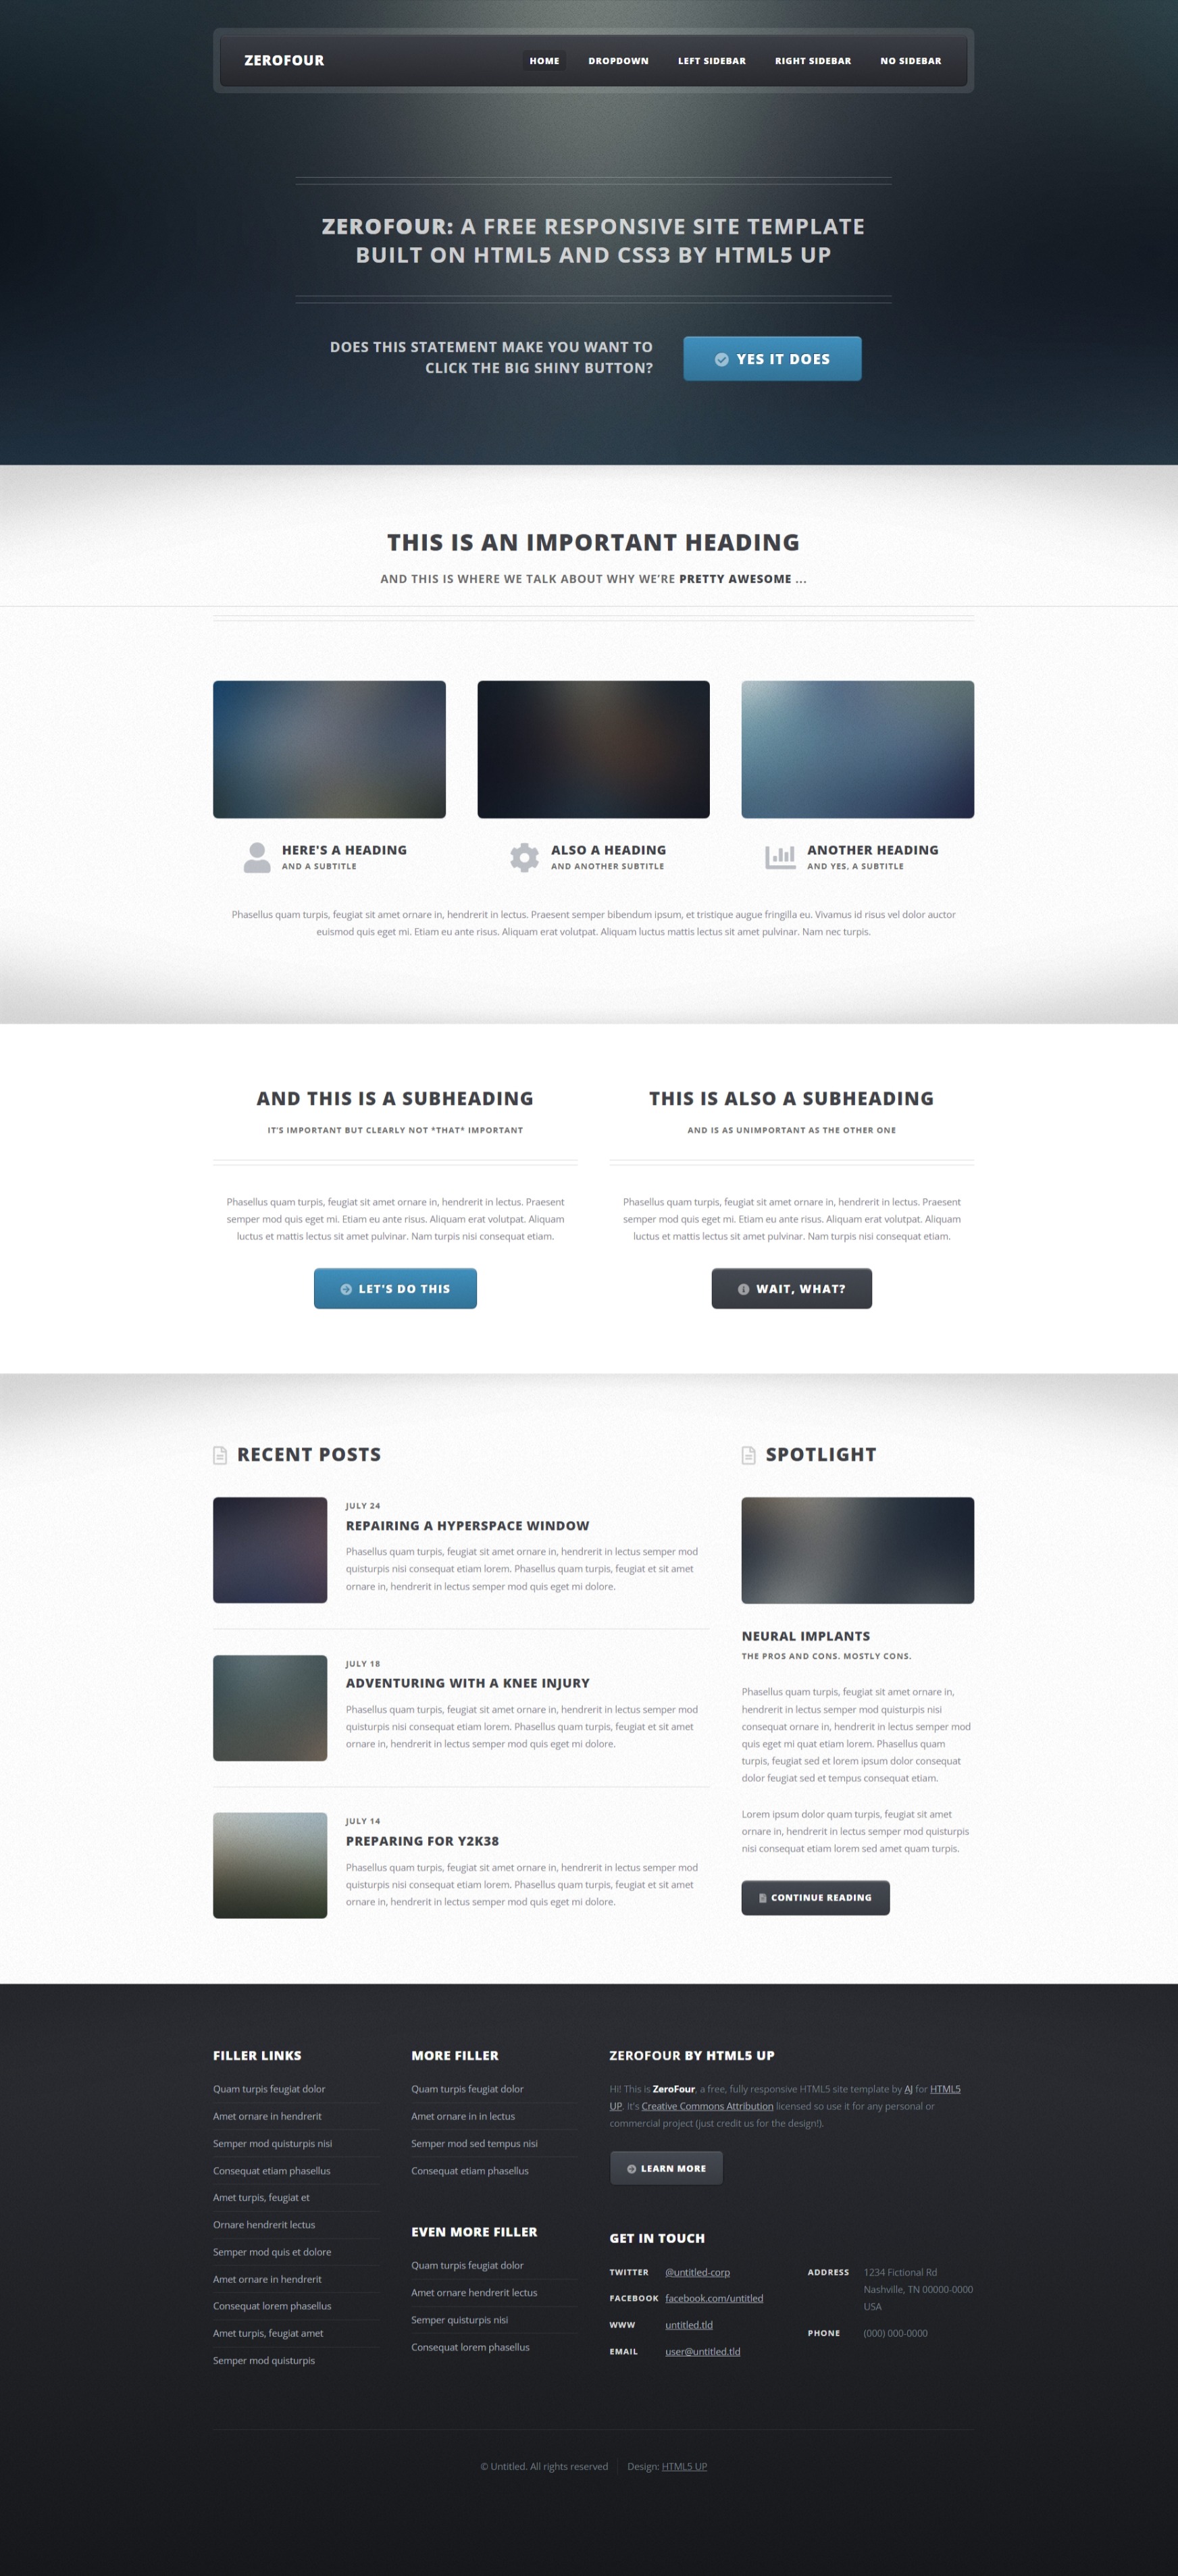 ZEROFOUR
HOME DROPDOWN LEFT SIDEBAR RIGHT SIDEBAR NO SIDEBAR
ZEROFOUR: A FREE RESPONSIVE SITE TEMPLATE
BUILT ON HTML5 AND CSS3 BY HTML5 UP
DOES THIS STATEMENT MAKE YOU WANT TO
CLICK THE BIG SHINY BUTTON?
YES IT DOES
THIS IS AN IMPORTANT HEADING
AND THIS IS WHERE WE TALK ABOUT WHY WE'RE PRETTY AWESOME ...
HERE'S A HEADING
AND A SUBTITLE
ALSO A HEADING
AND ANOTHER SUBTITLE
ANOTHER HEADING
AND YES, A SUBTITLE
Phasellus quam turpis, feugiat sit amet ornare in, hendrerit in lectus. Praesent semper bibendum ipsum, et tristique augue fringilla eu. Vivamus id risus vel dolor auctor
euismod quis eget mi. Etiam eu ante risus. Aliquam erat volutpat. Aliquam luctus mattis lectus sit amet pulvinar. Nam nec turpis.
AND THIS IS A SUBHEADING
IT'S IMPORTANT BUT CLEARLY NOT *THAT* IMPORTANT
Phasellus quam turpis, feugiat sit amet ornare in, hendrerit in lectus. Praesent
semper mod quis eget mi. Etiam eu ante risus. Aliquam erat volutpat. Aliquam
luctus et mattis lectus sit amet pulvinar. Nam turpis nisi consequat etiam.
LET'S DO THIS
THIS IS ALSO A SUBHEADING
AND IS AS UNIMPORTANT AS THE OTHER ONE
Phasellus quam turpis, feugiat sit amet ornare in, hendrerit in lectus. Praesent
semper mod quis eget mi. Etiam eu ante risus. Aliquam erat volutpat. Aliquam
luctus et mattis lectus sit amet pulvinar. Nam turpis nisi consequat etiam.
WAIT, WHAT?
RECENT POSTS
JULY 24
REPAIRING A HYPERSPACE WINDOW
Phasellus quam turpis, feugiat sit amet ornare in, hendrerit in lectus semper mod
quisturpis nisi consequat etiam lorem. Phasellus quam turpis, feugiat et sit amet
ornare in, hendrerit in lectus semper mod quis eget mi dolore.
JULY 18
ADVENTURING WITH A KNEE INJURY
Phasellus quam turpis, feugiat sit amet ornare in, hendrerit in lectus semper mod
quisturpis nisi consequat etiam lorem. Phasellus quam turpis, feugiat et sit amet
ornare in, hendrerit in lectus semper mod quis eget mi dolore.
JULY 14
PREPARING FOR Y2K38
Phasellus quam turpis, feugiat sit amet ornare in, hendrerit in lectus semper mod
quisturpis nisi consequat etiam lorem. Phasellus quam turpis, feugiat et sit amet
ornare in, hendrerit in lectus semper mod quis eget mi dolore.
SPOTLIGHT
NEURAL IMPLANTS
THE PROS AND CONS. MOSTLY CONS.
Phasellus quam turpis, feugiat sit amet ornare in,
hendrerit in lectus semper mod quisturpis nisi
consequat ornare in, hendrerit in lectus semper mod
quis eget mi quat etiam lorem. Phasellus quam
turpis, feugiat sed et lorem ipsum dolor consequat
dolor feugiat sed et tempus consequat etiam.
Lorem ipsum dolor quam turpis, feugiat sit amet
ornare in, hendrerit in lectus semper mod quisturpis
nisi consequat etiam lorem sed amet quam turpis.
CONTINUE READING
FILLER LINKS
Quam turpis feugiat dolor
Amet ornare in hendrerit
Semper mod quisturpis nisi
Consequat etiam phasellus
Amet turpis, feugiat et
Ornare hendrerit lectus
Semper mod quis et dolore
Amet ornare in hendrerit
Consequat lorem phasellus
Amet turpis, feugiat amet
Semper mod quisturpis
MORE FILLER
Quam turpis feugiat dolor
Amet ornare in in lectus
Semper mod sed tempus nisi
Consequat etiam phasellus
EVEN MORE FILLER
Quam turpis feugiat dolor
Amet ornare hendrerit lectus
Semper quisturpis nisi
Consequat lorem phasellus
ZEROFOUR BY HTML5 UP
Hi! This is ZeroFour, a free, fully responsive HTML5 site template by AJ for HTML5
UP. It's Creative Commons Attribution licensed so use it for any personal or
commercial project (just credit us for the design!).
LEARN MORE
GET IN TOUCH
TWITTER @untitled-corp
FACEBOOK facebook.com/untitled
WWW untitled.tld
EMAIL user@untitled.tld
ADDRESS 1234 Fictional Rd
Nashville, TN 00000-0000
USA
PHONE (000) 000-0000
© Untitled. All rights reserved Design: HTML5 UP